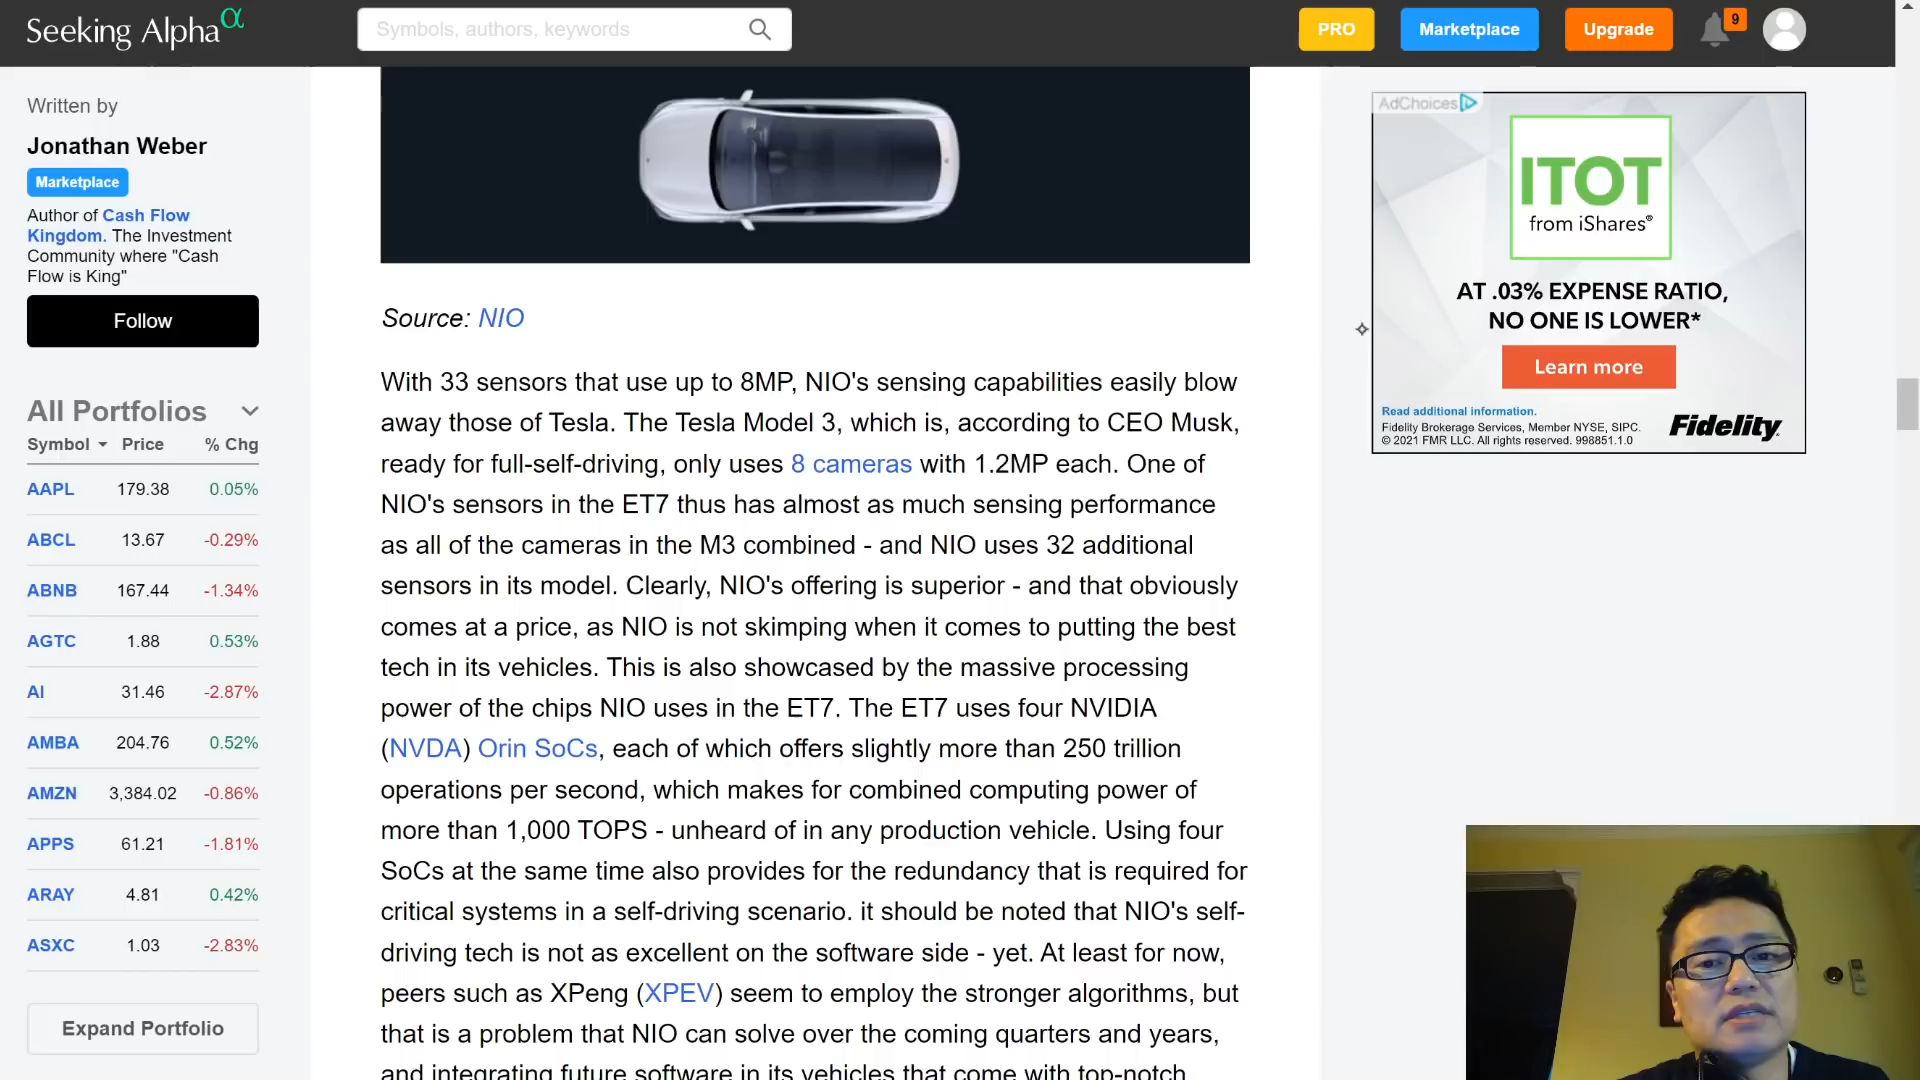 Seeking Alpha α
Symbols, authors, keywords
PRO
Marketplace
Upgrade
9
Written by
Jonathan Weber
Marketplace
Author of Cash Flow
Kingdom. The Investment
Community where "Cash
Flow is King"
Follow
All Portfolios
Symbol Price % Chg
AAPL 179.38 0.05%
ABCL 13.67 -0.29%
ABNB 167.44 -1.34%
AGTC 1.88 0.53%
AI 31.46 -2.87%
AMBA 204.76 0.52%
AMZN 3,384.02 -0.86%
APPS 61.21 -1.81%
ARAY 4.81 0.42%
ASXC 1.03 -2.83%
Expand Portfolio
Source: NIO
With 33 sensors that use up to 8MP, NIO's sensing capabilities easily blow
away those of Tesla. The Tesla Model 3, which is, according to CEO Musk,
ready for full-self-driving, only uses 8 cameras with 1.2MP each. One of
NIO's sensors in the ET7 thus has almost as much sensing performance
as all of the cameras in the M3 combined - and NIO uses 32 additional
sensors in its model. Clearly, NIO's offering is superior - and that obviously
comes at a price, as NIO is not skimping when it comes to putting the best
tech in its vehicles. This is also showcased by the massive processing
power of the chips NIO uses in the ET7. The ET7 uses four NVIDIA
(NVDA) Orin SoCs, each of which offers slightly more than 250 trillion
operations per second, which makes for combined computing power of
more than 1,000 TOPS - unheard of in any production vehicle. Using four
SoCs at the same time also provides for the redundancy that is required for
critical systems in a self-driving scenario. it should be noted that NIO's self-
driving tech is not as excellent on the software side - yet. At least for now,
peers such as XPeng (XPEV) seem to employ the stronger algorithms, but
that is a problem that NIO can solve over the coming quarters and years,
and integrating future software in its vehicles that come with top-notch
AdChoices
ITOT
from iShares®
AT .03% EXPENSE RATIO,
NO ONE IS LOWER*
Learn more
Read additional information.
Fidelity Brokerage Services, Member NYSE, SIPC.
© 2021 FMR LLC. All rights reserved. 998851.1.0
Fidelity